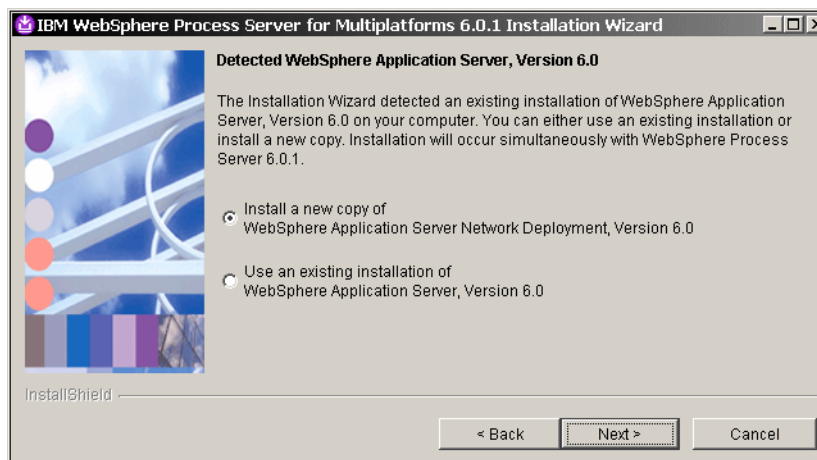 IBM WebSphere Process Server for Multiplatforms 6.0.1 Installation Wizard
Detected WebSphere Application Server, Version 6.0
The Installation Wizard detected an existing installation of WebSphere Application
Server, Version 6.0 on your computer. You can either use an existing installation or
install a new copy. Installation will occur simultaneously with WebSphere Process
Server 6.0.1.
Install a new copy of
WebSphere Application Server Network Deployment, Version 6.0
Use an existing installation of
WebSphere Application Server, Version 6.0
InstallShield
< Back
Next >
Cancel